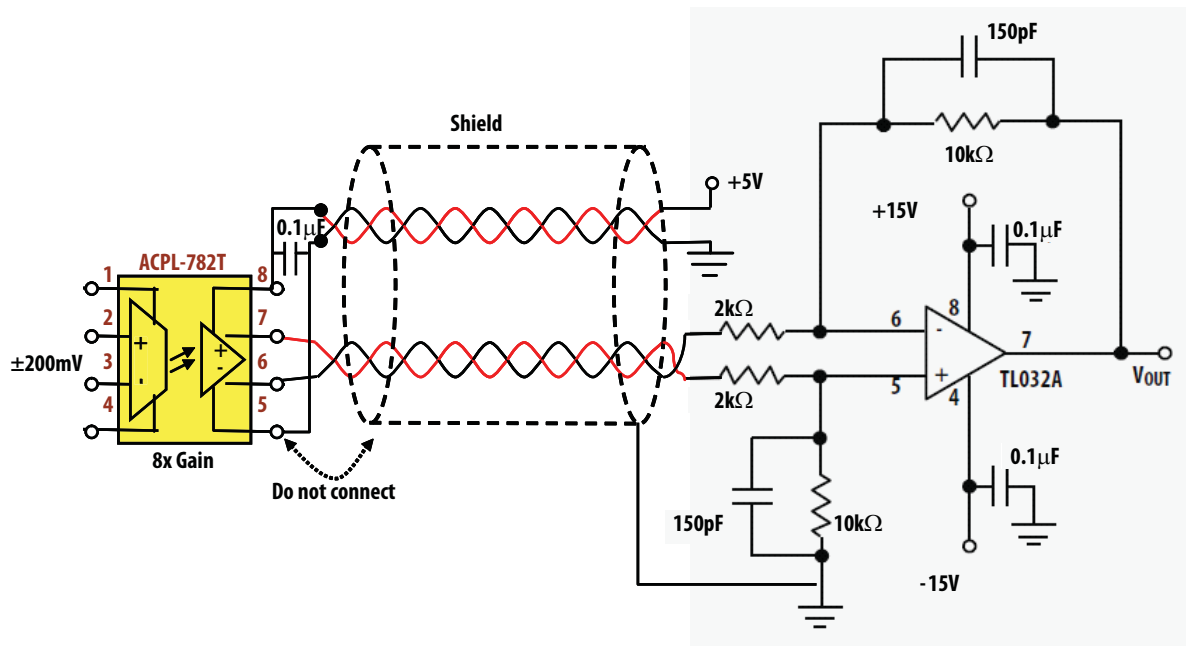 150pF
Shield
10kΩ
+5V
+15V
0.1µF
0.1µF
ACPL-782T
1
8
2kΩ
2
7
+
-
6
8
-
7
±200mV
3
6
+
-
5
+
4
TL032A
VOUT
4
5
2kΩ
8x Gain
0.1µF
Do not connect
150pF
10kΩ
-15V